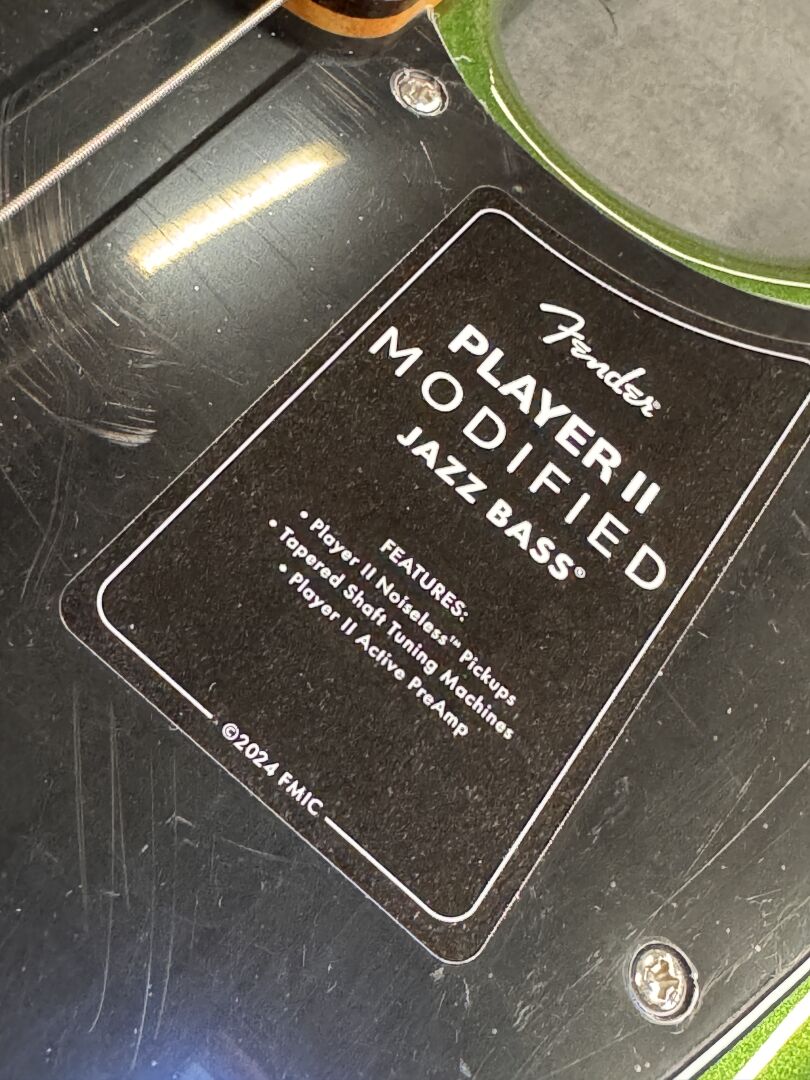 Fender
PLAYER II
MODIFIED
JAZZ BASS®
FEATURES:
• Player II Noiseless™ Pickups
• Tapered Shaft Tuning Machines
• Player II Active PreAmp
©2024 FMIC